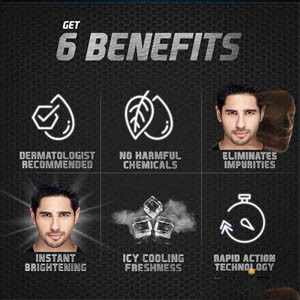 GET
6 BENEFITS
DERMATOLOGIST
RECOMMENDED
NO HARMFUL
CHEMICALS
ELIMINATES
IMPURITIES
INSTANT
BRIGHTENING
ICY COOLING
FRESHNESS
RAPID ACTION
TECHNOLOGY